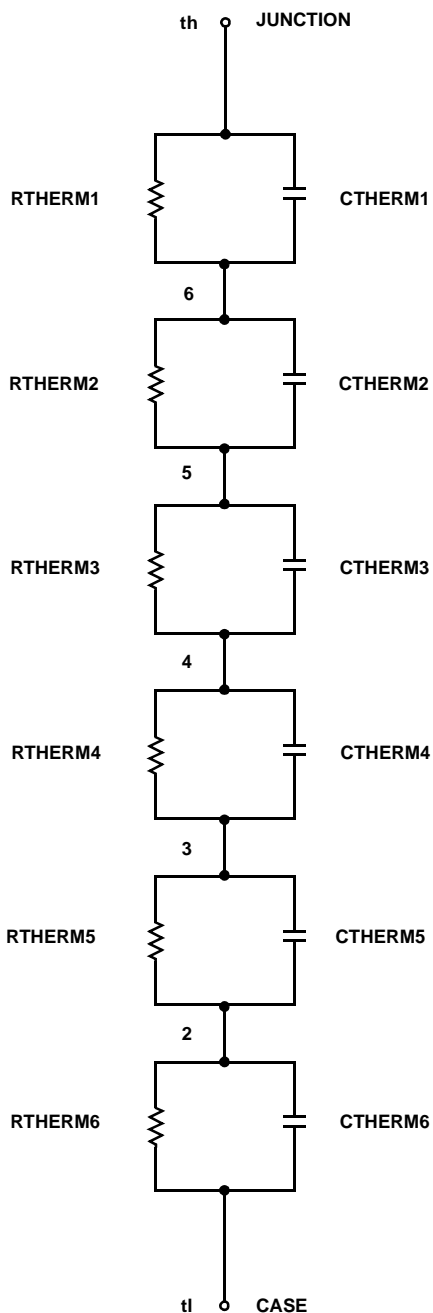 th JUNCTION
RTHERM1 CTHERM1
6
RTHERM2 CTHERM2
5
RTHERM3 CTHERM3
4
RTHERM4 CTHERM4
3
RTHERM5 CTHERM5
2
RTHERM6 CTHERM6
tl CASE